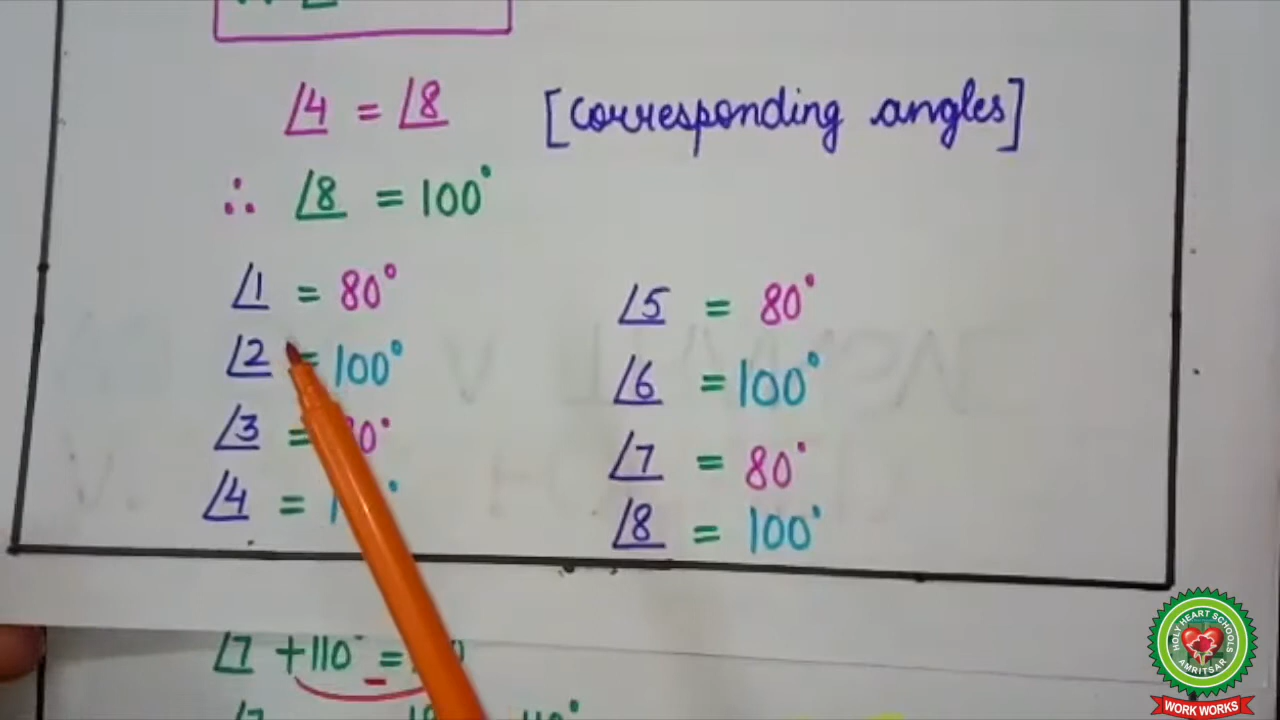 ∠4 = ∠8 [corresponding angles]
∴ ∠8 = 100°
∠1 = 80° ∠5 = 80°
∠2 = 100° ∠6 = 100°
∠3 = ∠7 = 80°
∠4 = ∠8 = 100°
∠7 + 110° =
HOLY HEART SCHOOLS
AMRITSAR
WORK WORKS